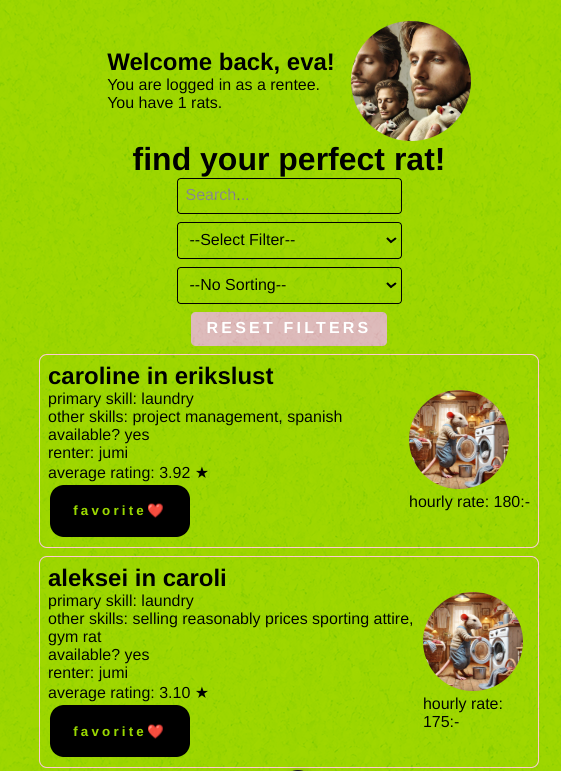 Welcome back, eva!
You are logged in as a rentee.
You have 1 rats.
find your perfect rat!
Search...
--Select Filter--
--No Sorting--
RESET FILTERS
caroline in erikslust
primary skill: laundry
other skills: project management, spanish
available? yes
renter: jumi
average rating: 3.92 ★
favorite❤️
hourly rate: 180:-
aleksei in caroli
primary skill: laundry
other skills: selling reasonably prices sporting attire,
gym rat
available? yes
renter: jumi
average rating: 3.10 ★
favorite❤️
hourly rate:
175:-